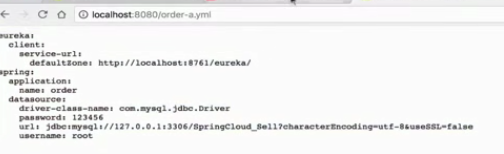 localhost:8080/order-a.yml
eureka:
  client:
    service-url:
      defaultZone: http://localhost:8761/eureka/
spring:
  application:
    name: order
  datasource:
    driver-class-name: com.mysql.jdbc.Driver
    password: 123456
    url: jdbc:mysql://127.0.0.1:3306/SpringCloud_Sell?characterEncoding=utf-8&useSSL=false
    username: root